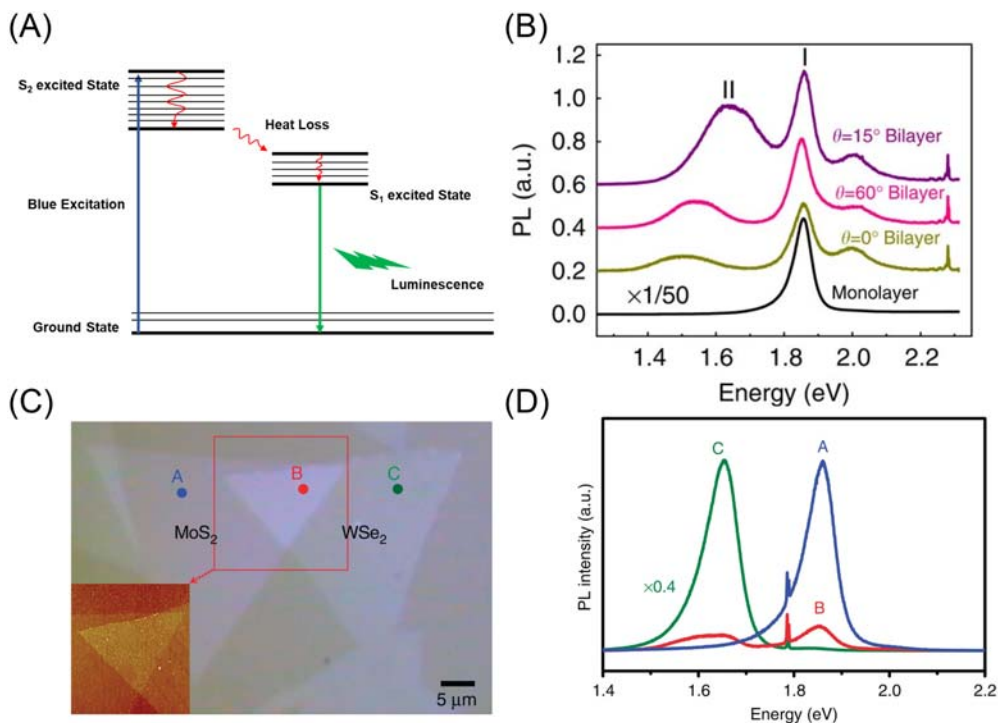 (A)
S₂ excited State
Heat Loss
S₁ excited State
Blue Excitation
Luminescence
Ground State
(B)
1.2
1.0
0.8
0.6
0.4
0.2
0.0
PL (a.u.)
I
II
θ=15° Bilayer
θ=60° Bilayer
θ=0° Bilayer
×1/50
Monolayer
1.4 1.6 1.8 2.0 2.2
Energy (eV)
(C)
A
B
C
MoS₂
WSe₂
5 μm
(D)
C
A
×0.4
B
PL intensity (a.u.)
1.4 1.6 1.8 2.0 2.2
Energy (eV)